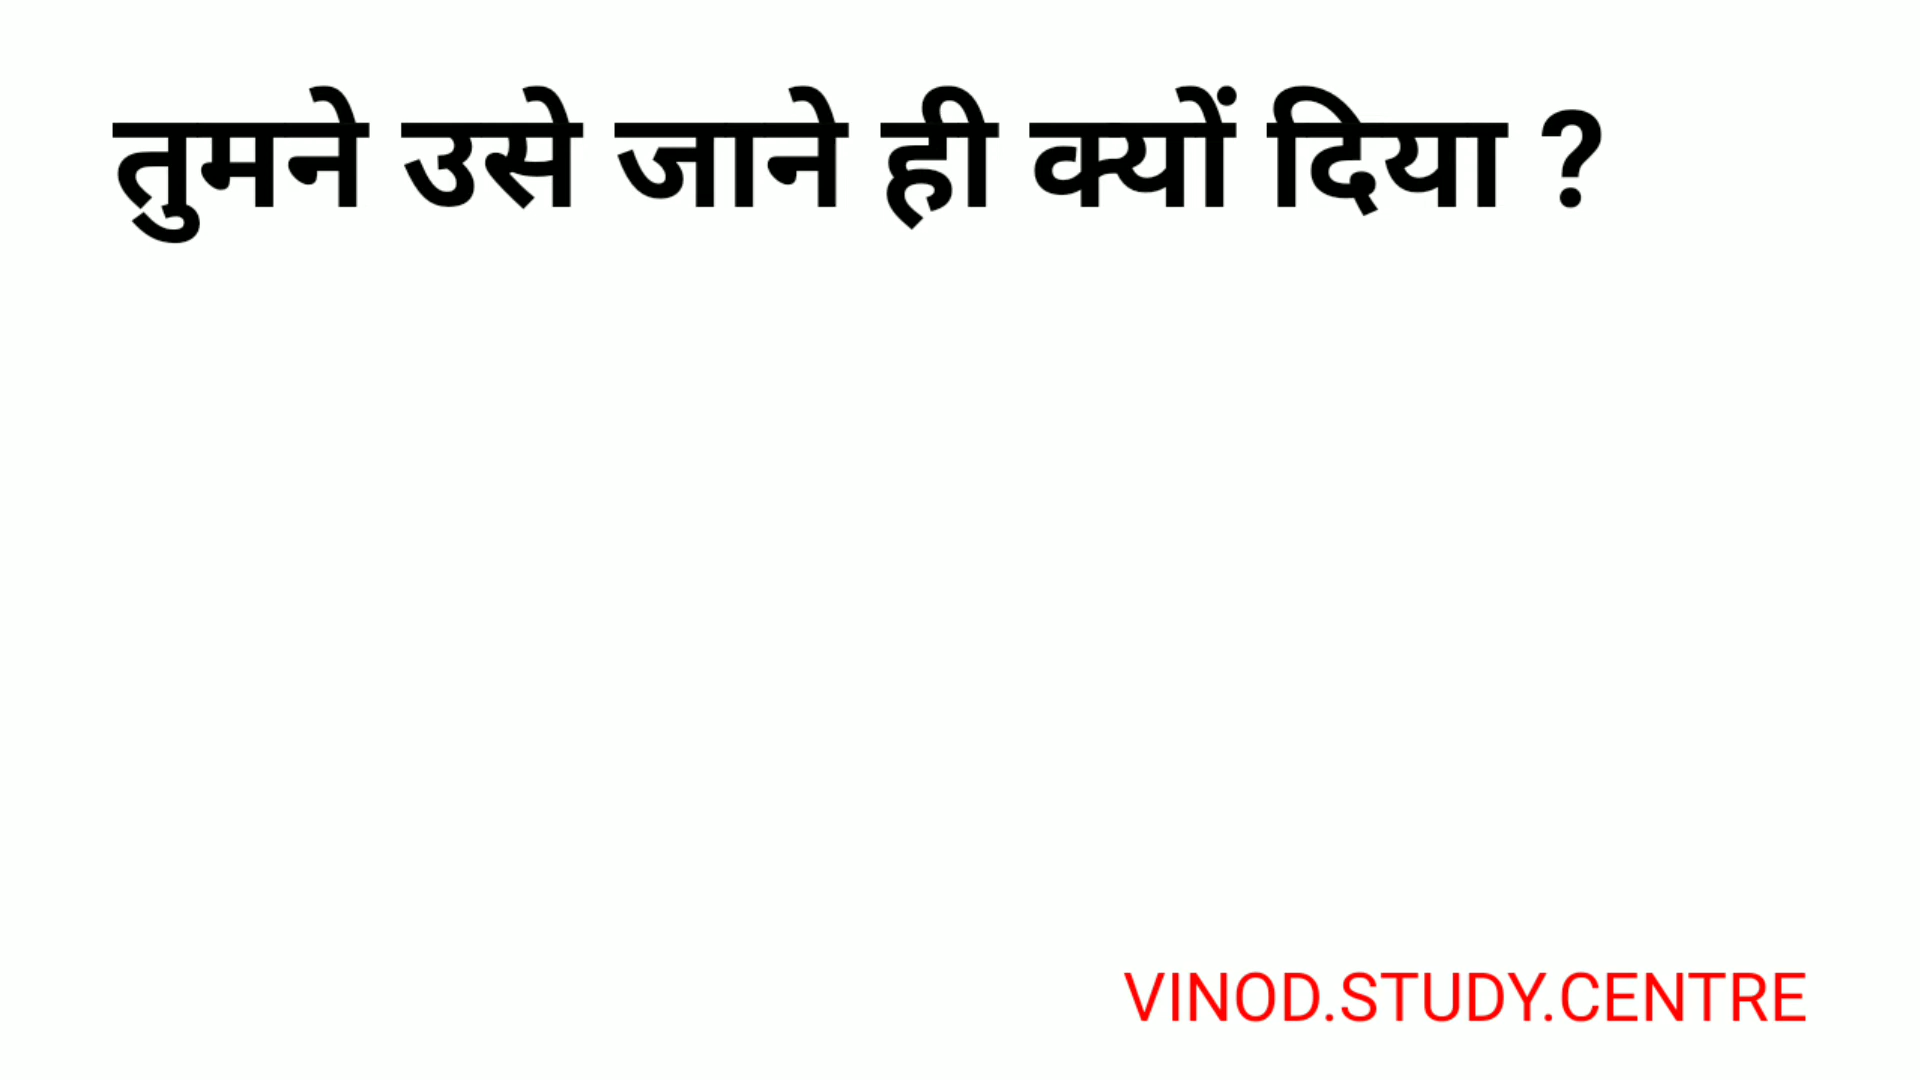 तुमने उसे जाने ही क्यों दिया ?
VINOD.STUDY.CENTRE